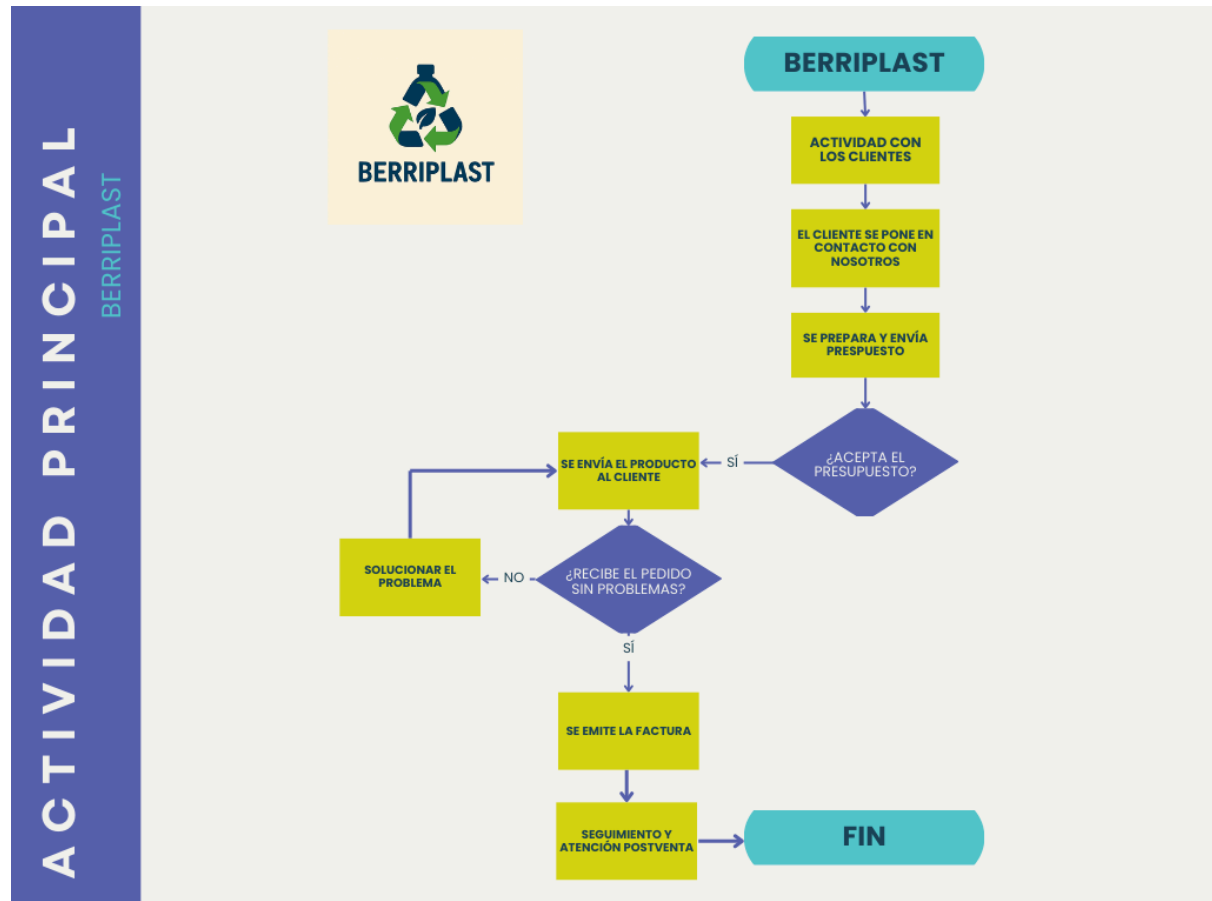 ACTIVIDAD PRINCIPAL
BERRIPLAST
BERRIPLAST
BERRIPLAST
ACTIVIDAD CON
LOS CLIENTES
EL CLIENTE SE PONE EN
CONTACTO CON
NOSOTROS
SE PREPARA Y ENVÍA
PRESPUESTO
¿ACEPTA EL
PRESUPUESTO?
SÍ
SE ENVÍA EL PRODUCTO
AL CLIENTE
¿RECIBE EL PEDIDO
SIN PROBLEMAS?
NO
SOLUCIONAR EL
PROBLEMA
SÍ
SE EMITE LA FACTURA
SEGUIMIENTO Y
ATENCIÓN POSTVENTA
FIN